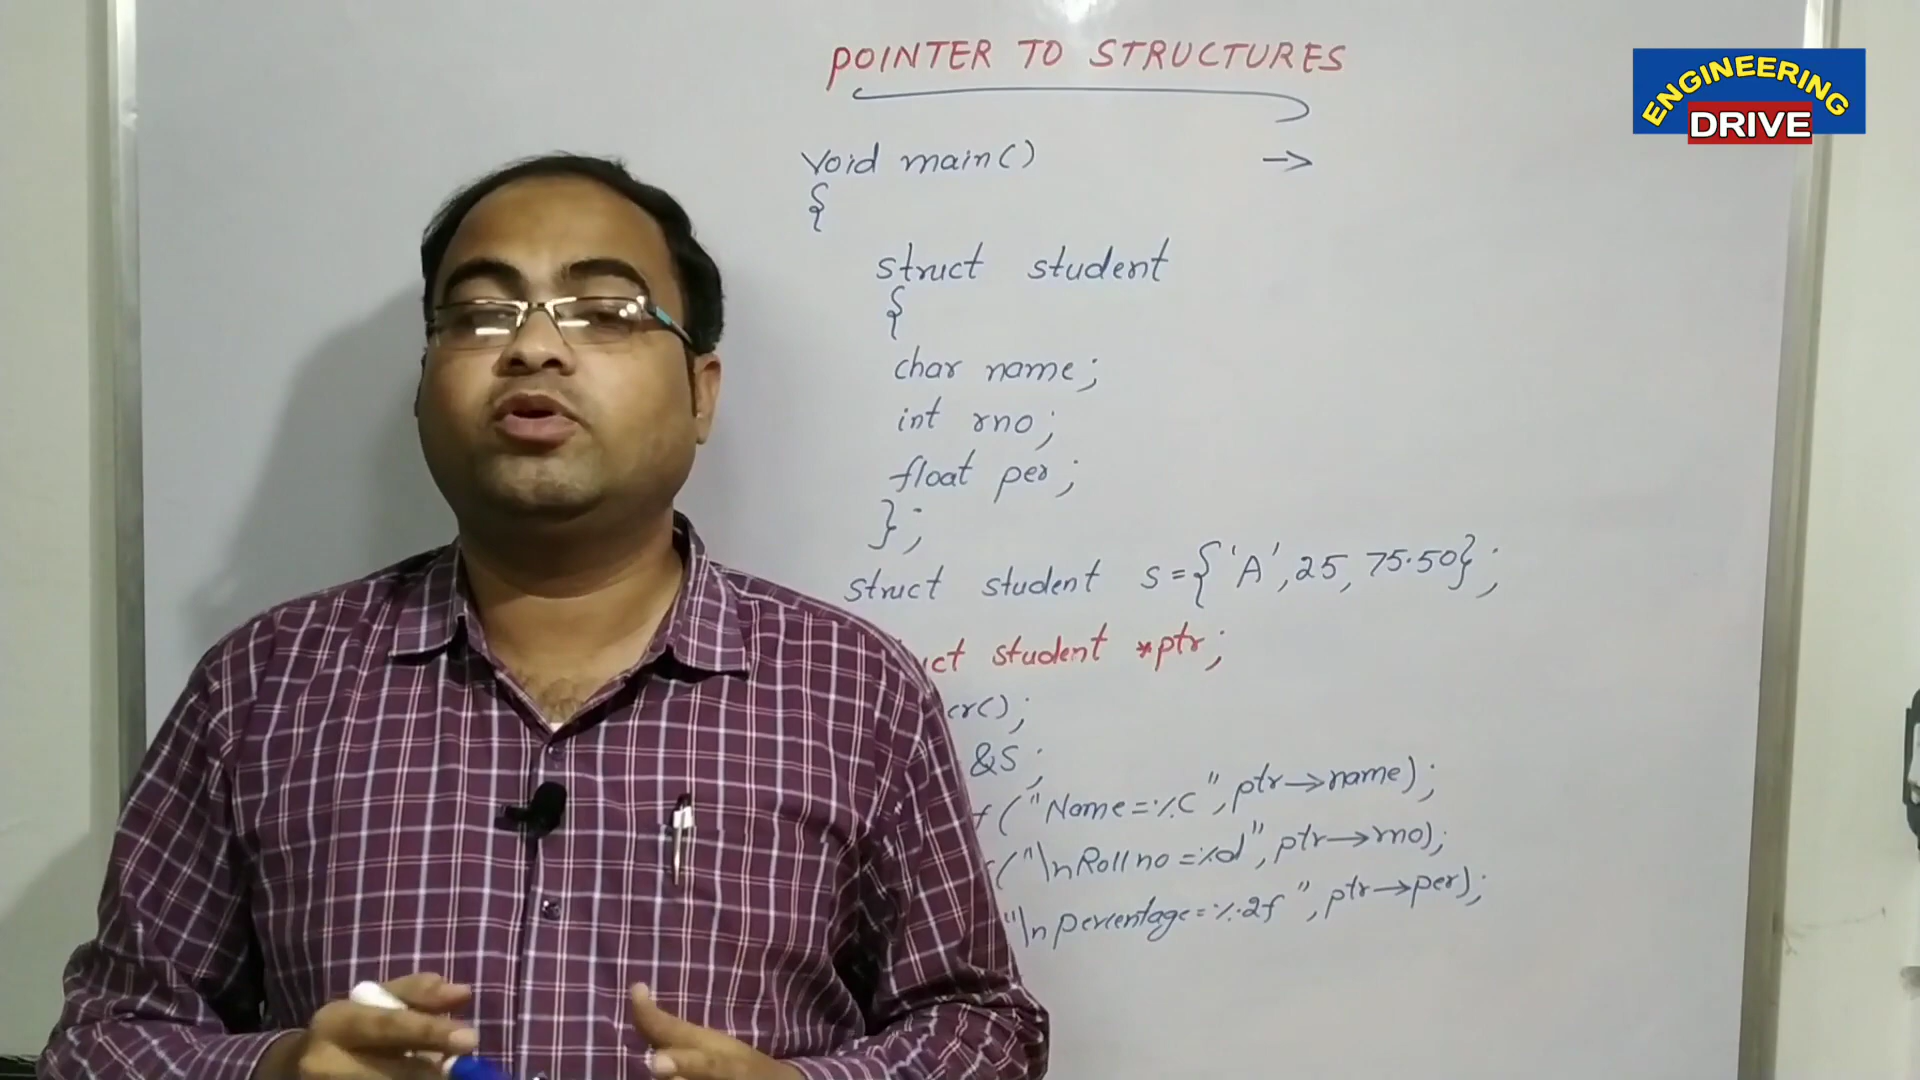 POINTER TO STRUCTURES
ENGINEERING
DRIVE
void main()
→
{
struct student
{
char name;
int rno;
float per;
};
struct student s={'A',25,75.50};
student *ptr;
&S;
("Name=%c",ptr→name);
("\nRoll no=%d",ptr→rno);
"\n percentage=%.2f",ptr→per);